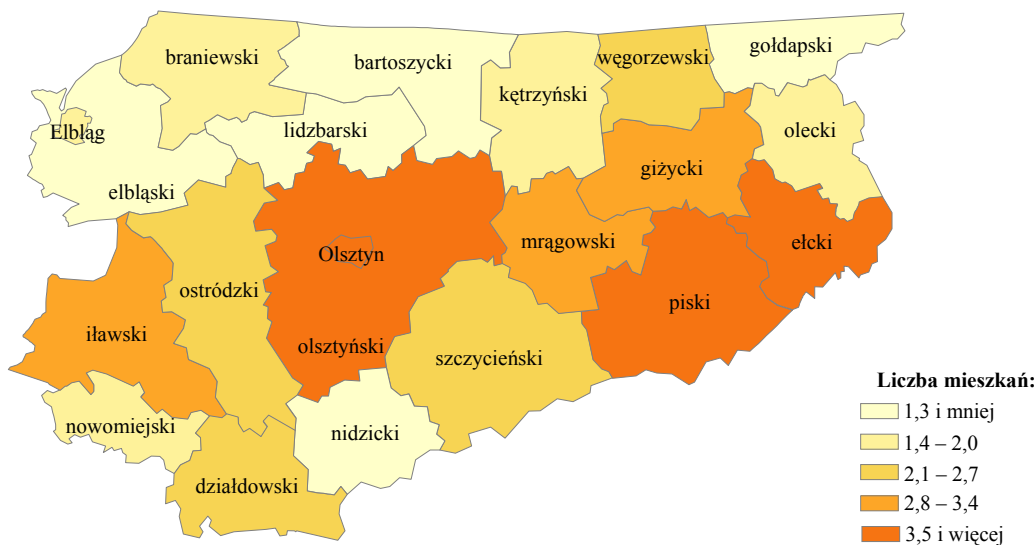 gołdapski
braniewski
węgorzewski
bartoszycki
kętrzyński
Elbląg
lidzbarski
olecki
giżycki
elbląski
mrągowski
ełcki
Olsztyn
ostródzki
piski
iławski
olsztyński
szczycieński
nowomiejski
nidzicki
działdowski
Liczba mieszkań:
1,3 i mniej
1,4 – 2,0
2,1 – 2,7
2,8 – 3,4
3,5 i więcej